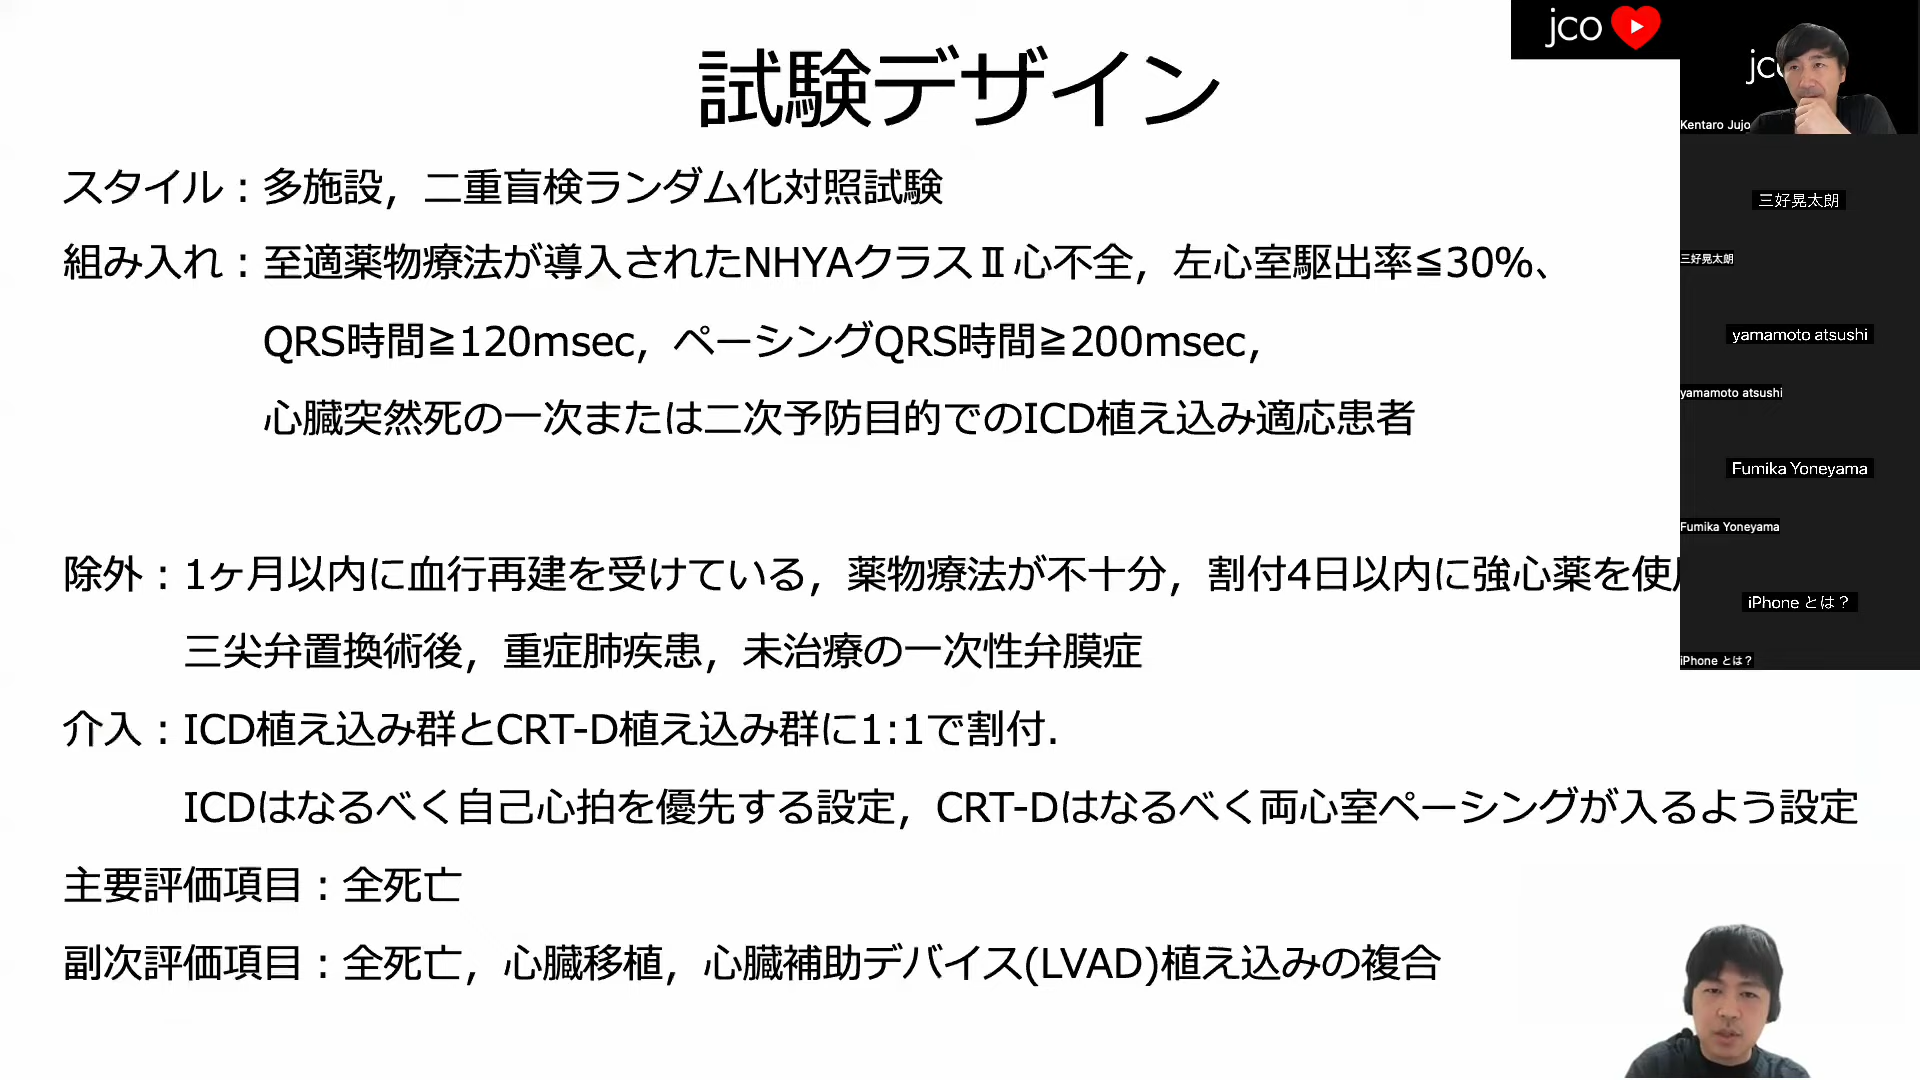 試験デザイン
スタイル：多施設，二重盲検ランダム化対照試験
組み入れ：至適薬物療法が導入されたNHYAクラスⅡ心不全，左心室駆出率≦30%、
QRS時間≧120msec，ペーシングQRS時間≧200msec，
心臓突然死の一次または二次予防目的でのICD植え込み適応患者
除外：1ヶ月以内に血行再建を受けている，薬物療法が不十分，割付4日以内に強心薬を使
三尖弁置換術後，重症肺疾患，未治療の一次性弁膜症
介入：ICD植え込み群とCRT-D植え込み群に1:1で割付.
ICDはなるべく自己心拍を優先する設定，CRT-Dはなるべく両心室ペーシングが入るよう設定
主要評価項目：全死亡
副次評価項目：全死亡，心臓移植，心臓補助デバイス(LVAD)植え込みの複合
jco
jc
Kentaro Jujo
三好晃太朗
三好晃太朗
yamamoto atsushi
yamamoto atsushi
Fumika Yoneyama
Fumika Yoneyama
iPhone とは？
iPhone とは？